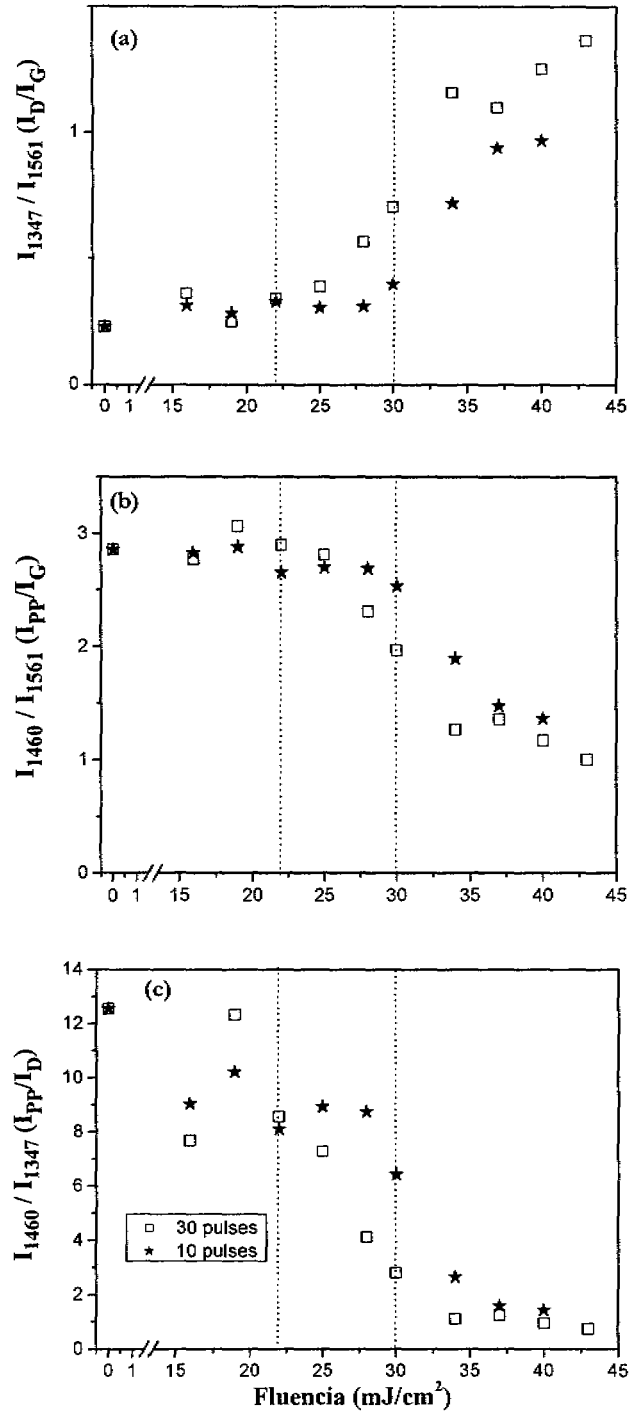 (a)
I1347 / I1561 (ID/IG)
1
0
0 1 15 20 25 30 35 40 45
(b)
I1460 / I1561 (IPP/IG)
3
2
1
0
0 1 15 20 25 30 35 40 45
(c)
I1460 / I1347 (IPP/ID)
14
12
10
8
6
4
2
0
30 pulses
10 pulses
0 1 15 20 25 30 35 40 45
Fluencia (mJ/cm²)